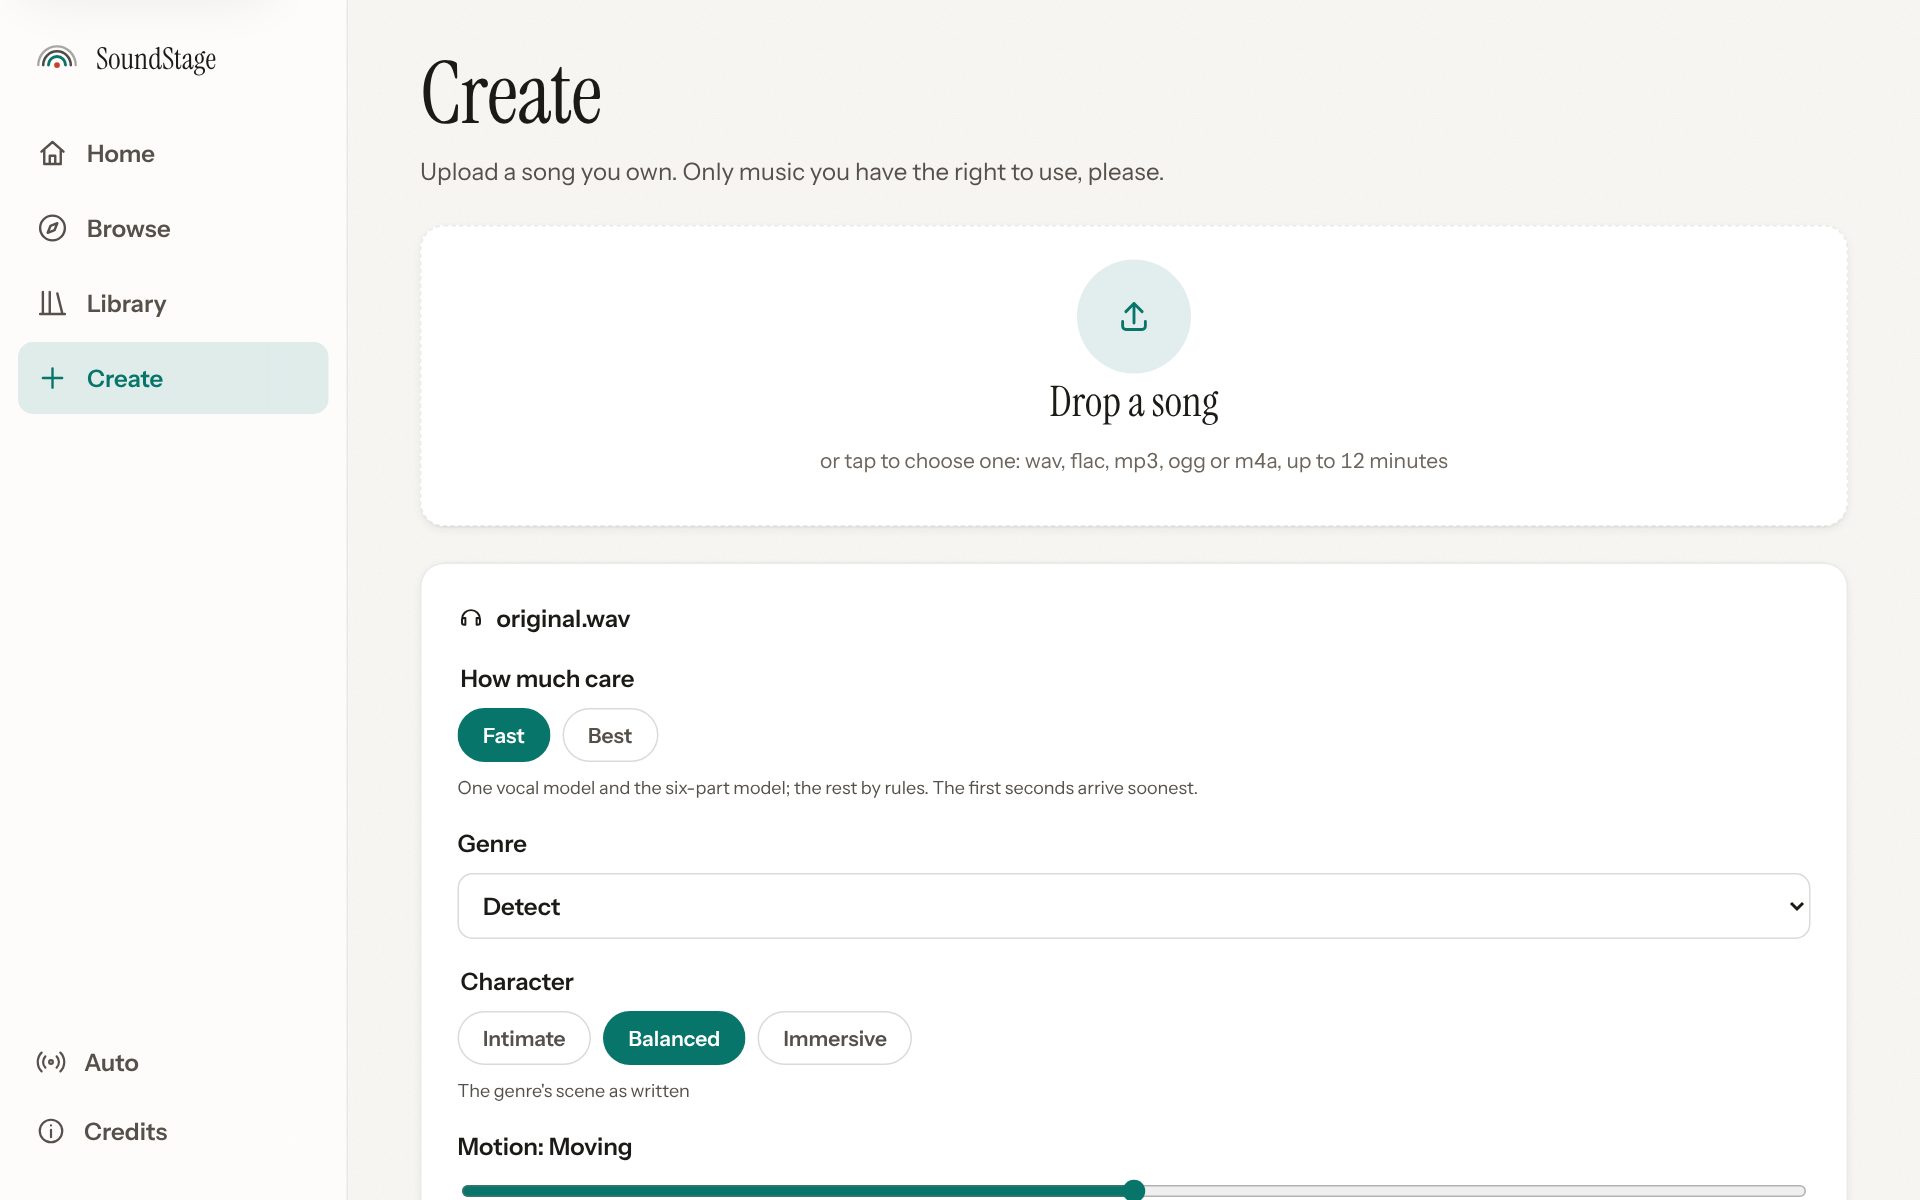 SoundStage
Home
Browse
Library
Create
Auto
Credits
Create
Upload a song you own. Only music you have the right to use, please.
Drop a song
or tap to choose one: wav, flac, mp3, ogg or m4a, up to 12 minutes
original.wav
How much care
Fast
Best
One vocal model and the six-part model; the rest by rules. The first seconds arrive soonest.
Genre
Detect
Character
Intimate
Balanced
Immersive
The genre's scene as written
Motion: Moving